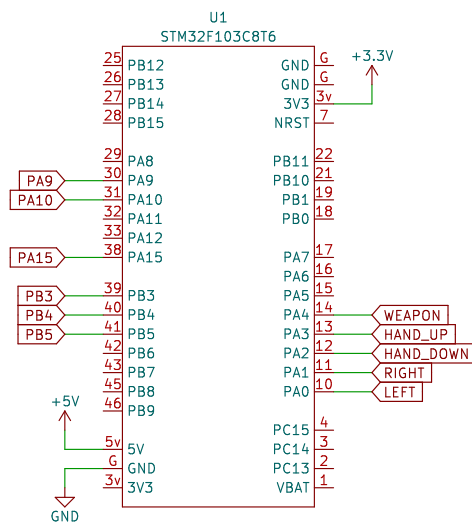 U1
STM32F103C8T6
+3.3V
25 PB12 GND G
26 PB13 GND G
27 PB14 3V3 3v
28 PB15 NRST 7
29 PA8 PB11 22
PA9 30 PA9 PB10 21
PA10 31 PA10 PB1 19
32 PA11 PB0 18
33 PA12
PA15 38 PA15 PA7 17
PA6 16
PB3 39 PB3 PA5 15
PB4 40 PB4 PA4 14 WEAPON
PB5 41 PB5 PA3 13 HAND_UP
42 PB6 PA2 12 HAND_DOWN
43 PB7 PA1 11 RIGHT
45 PB8 PA0 10 LEFT
+5V
46 PB9
PC15 4
5v 5V PC14 3
G GND PC13 2
3v 3V3 VBAT 1
GND